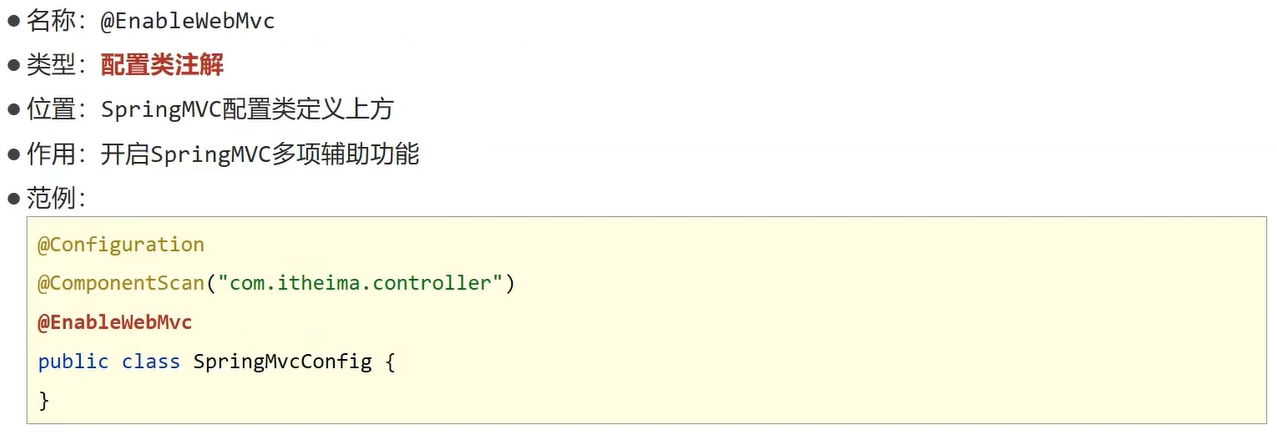 ● 名称：@EnableWebMvc
● 类型：配置类注解
● 位置：SpringMVC配置类定义上方
● 作用：开启SpringMVC多项辅助功能
● 范例：
@Configuration
@ComponentScan("com.itheima.controller")
@EnableWebMvc
public class SpringMvcConfig {
}